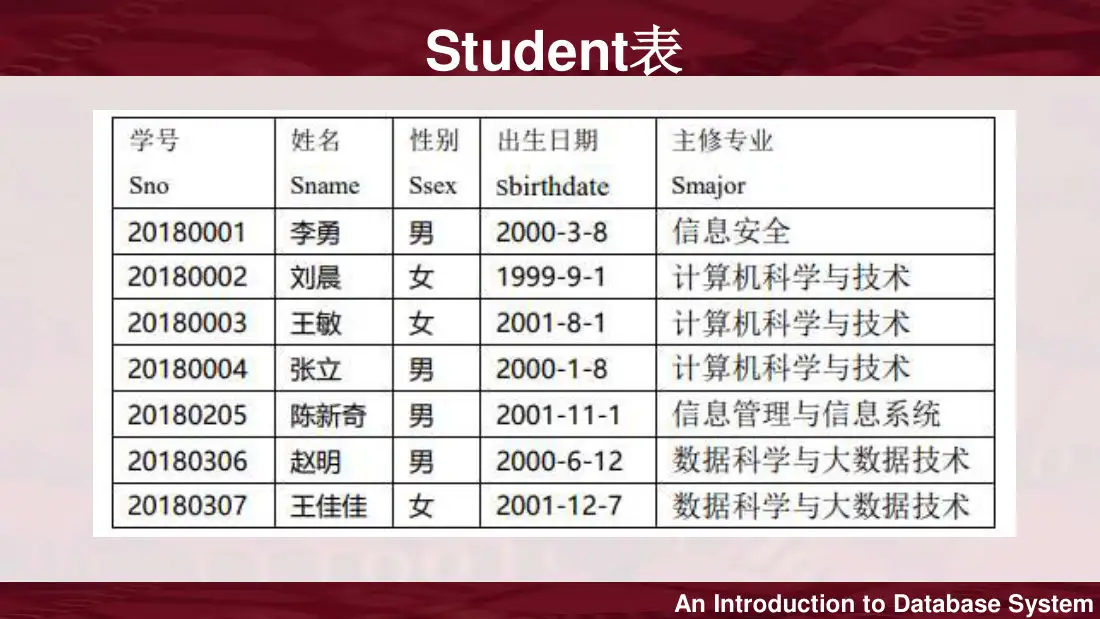 Student表
学号 姓名 性别 出生日期 主修专业
Sno Sname Ssex Sbirthdate Smajor
20180001 李勇 男 2000-3-8 信息安全
20180002 刘晨 女 1999-9-1 计算机科学与技术
20180003 王敏 女 2001-8-1 计算机科学与技术
20180004 张立 男 2000-1-8 计算机科学与技术
20180205 陈新奇 男 2001-11-1 信息管理与信息系统
20180306 赵明 男 2000-6-12 数据科学与大数据技术
20180307 王佳佳 女 2001-12-7 数据科学与大数据技术
An Introduction to Database System